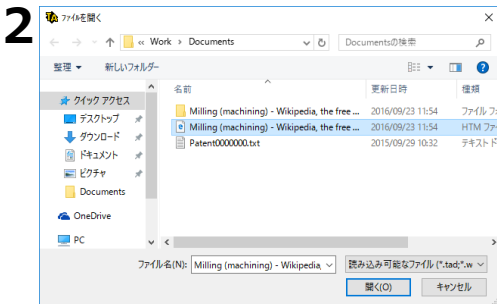 2
ファイルを開く
« Work › Documents
Documentsの検索
整理
新しいフォルダー
名前
更新日時
種類
クイック アクセス
デスクトップ
ダウンロード
ドキュメント
ピクチャ
Documents
OneDrive
PC
Milling (machining) - Wikipedia, the free ... 2016/09/23 11:54 ファイル フ
Milling (machining) - Wikipedia, the free ... 2016/09/23 11:54 HTM ファ
Patent0000000.txt 2015/09/29 10:32 テキスト ド
ファイル名(N): Milling (machining) - Wikipedia, 読み込み可能なファイル (*.tad;*.w
開く(O) キャンセル